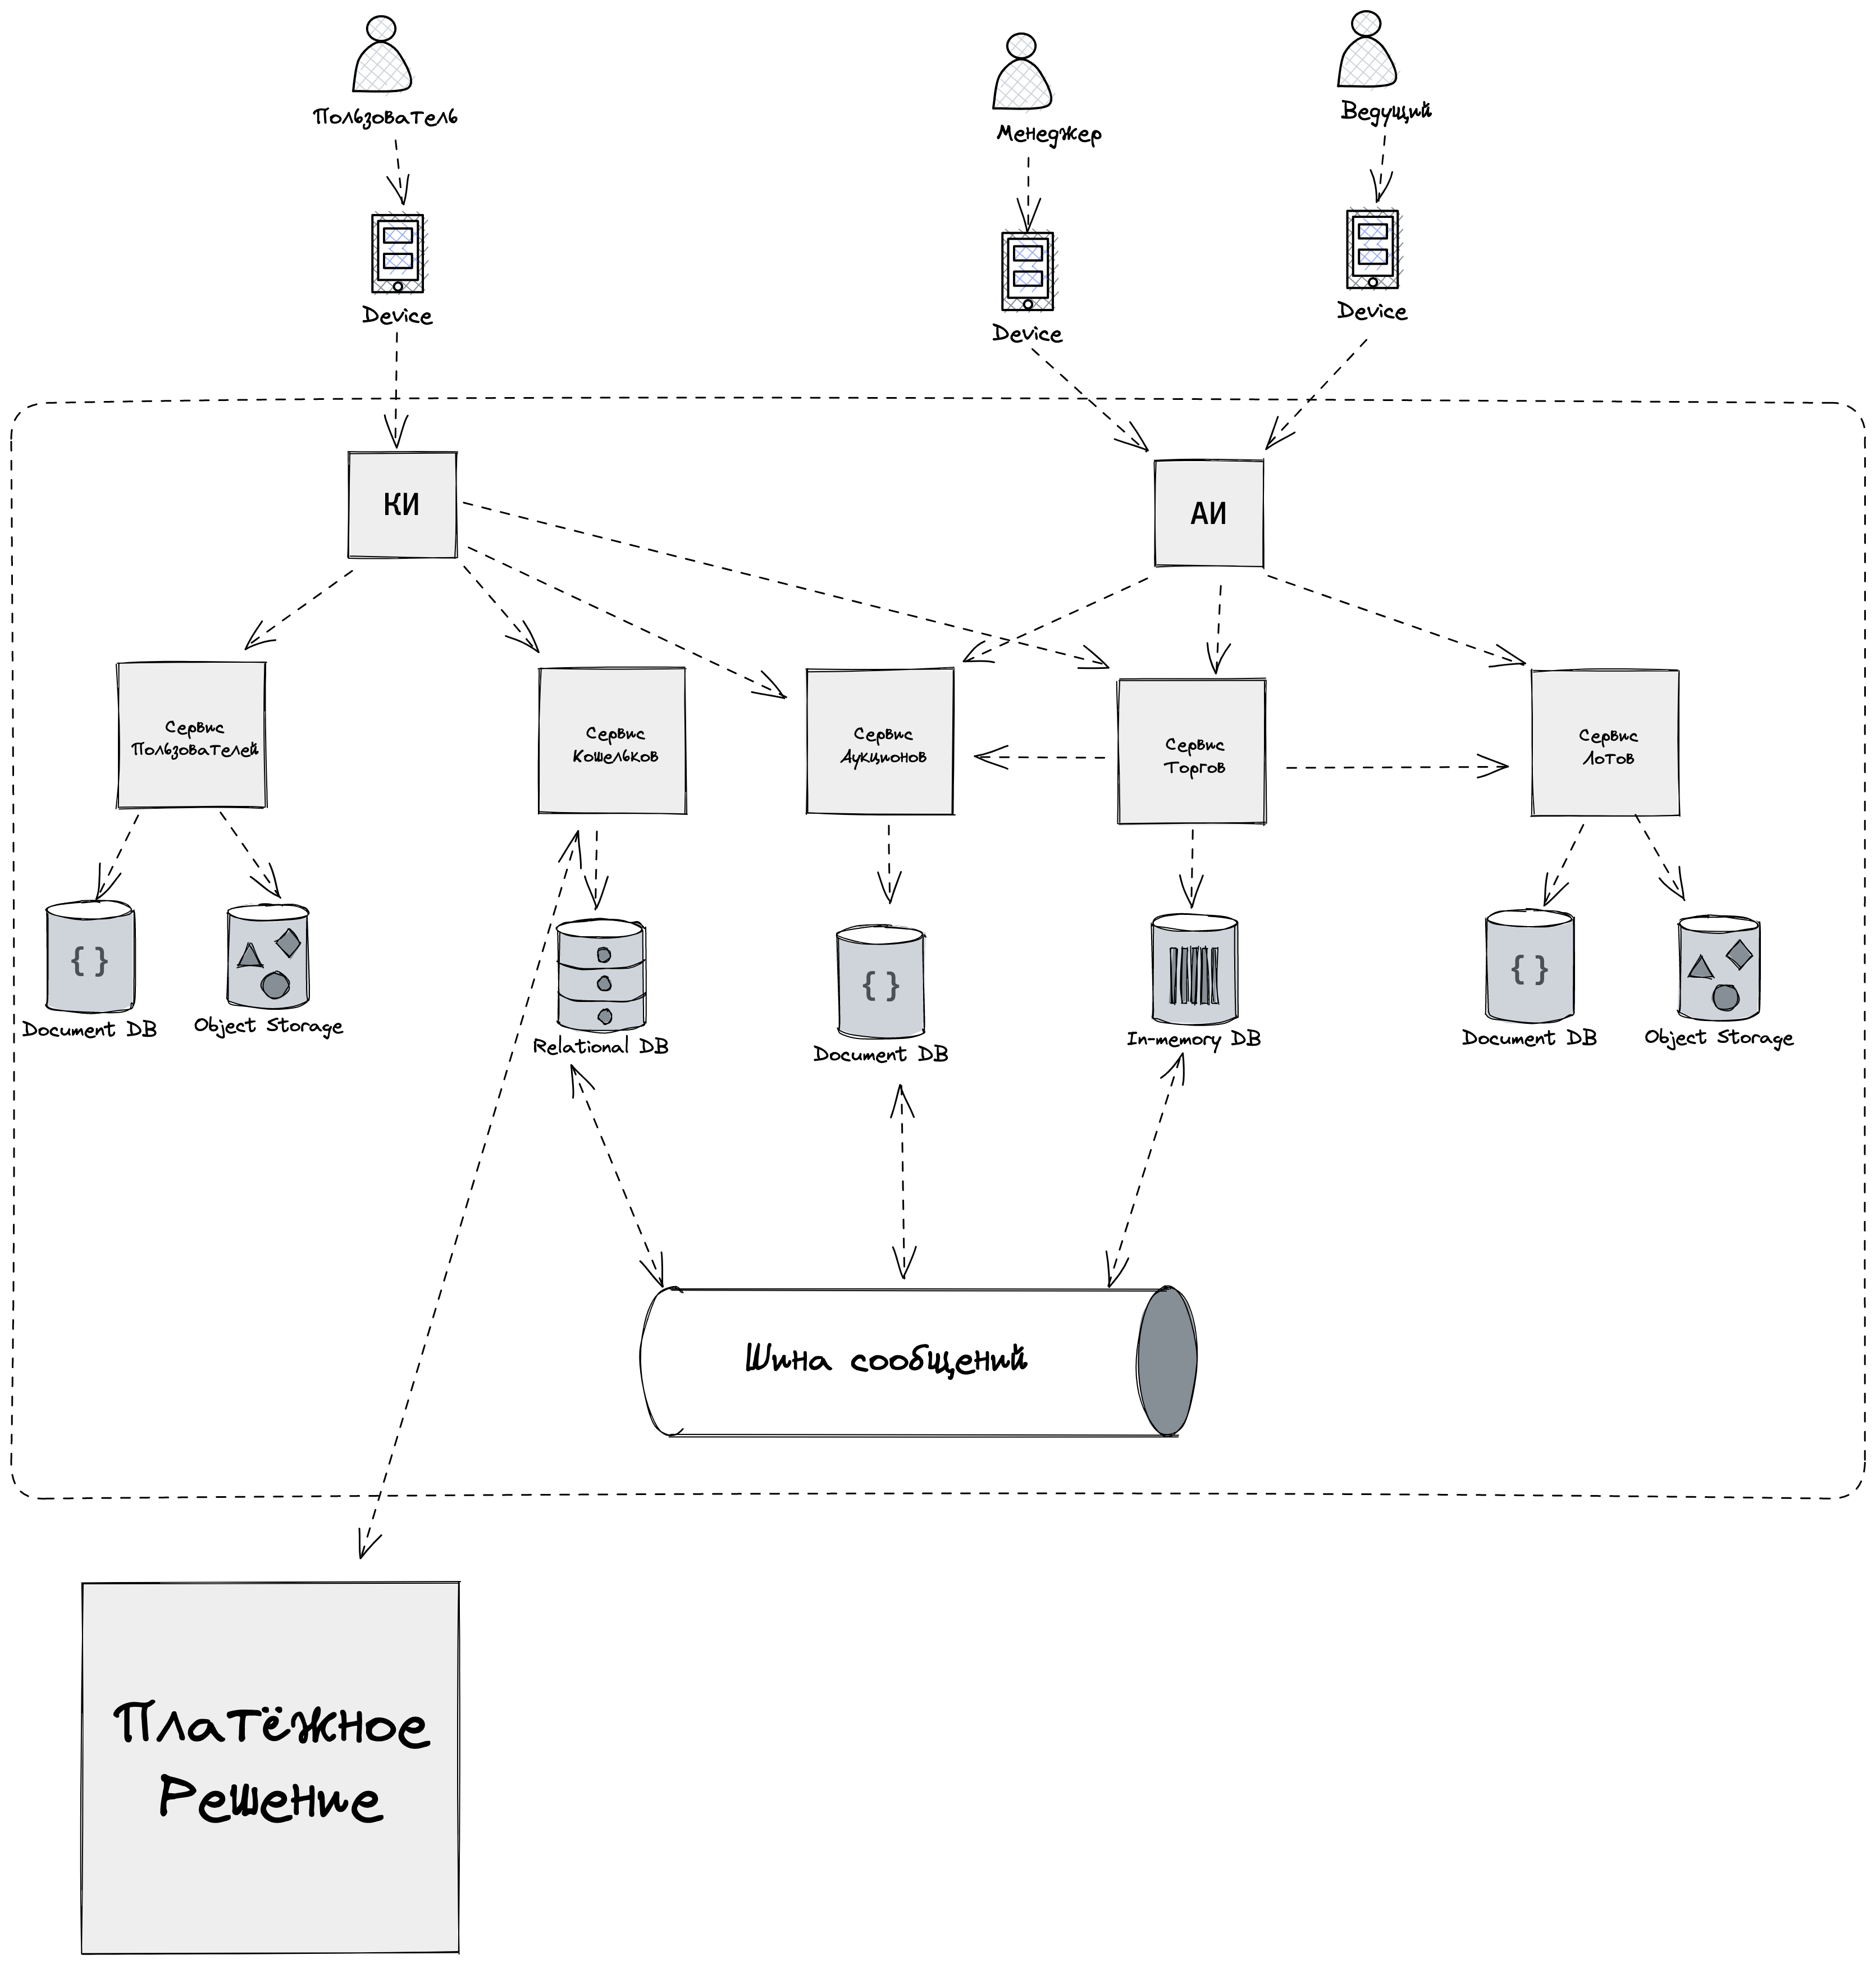 Пользователь
Менеджер
Ведущий
Device
Device
Device
КИ
АИ
Сервис
Пользователей
Сервис
Кошельков
Сервис
Аукционов
Сервис
Торгов
Сервис
Лотов
{ }
{ }
{ }
Document DB
Object Storage
Relational DB
Document DB
In-memory DB
Document DB
Object Storage
Шина сообщений
Платёжное
Решение